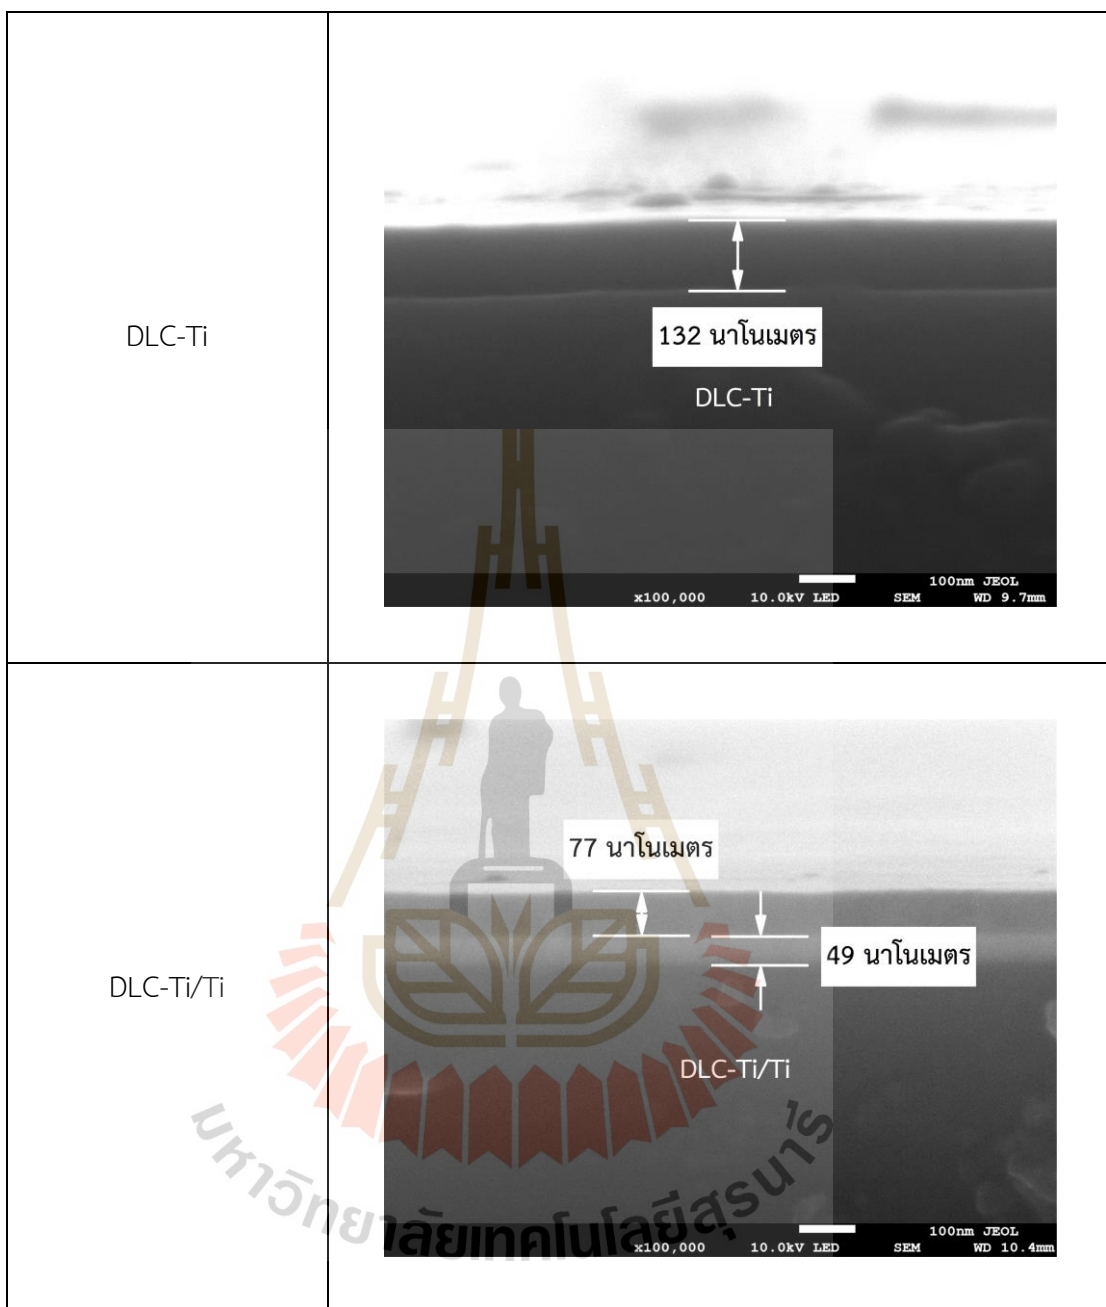 DLC-Ti
132 นาโนเมตร
DLC-Ti
100nm JEOL
x100,000 10.0kV LED SEM WD 9.7mm
77 นาโนเมตร
49 นาโนเมตร
DLC-Ti/Ti
DLC-Ti/Ti
100nm JEOL
x100,000 10.0kV LED SEM WD 10.4mm
มหาวิทยาลัยเทคโนโลยีสุรนารี